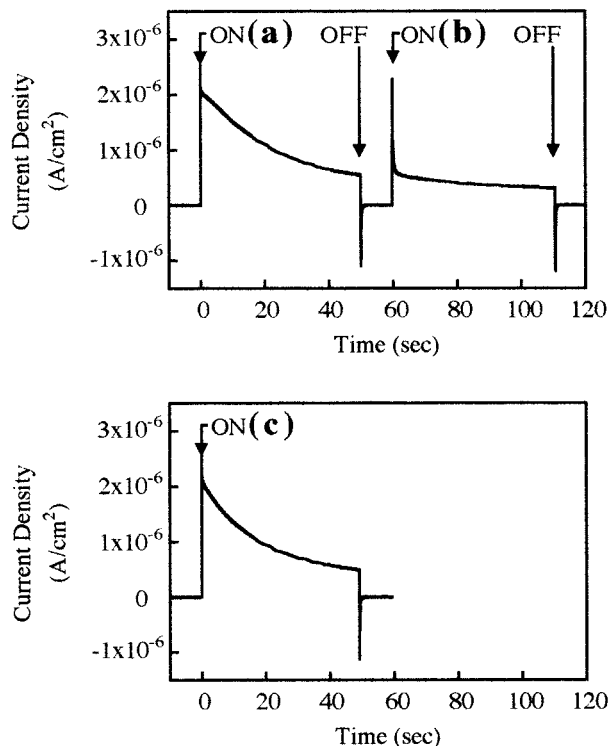 ON (a) OFF ON (b) OFF
3x10⁻⁶
2x10⁻⁶
1x10⁻⁶
0
-1x10⁻⁶
Current Density
(A/cm²)
0 20 40 60 80 100 120
Time (sec)
ON (c)
3x10⁻⁶
2x10⁻⁶
1x10⁻⁶
0
-1x10⁻⁶
Current Density
(A/cm²)
0 20 40 60 80 100 120
Time (sec)